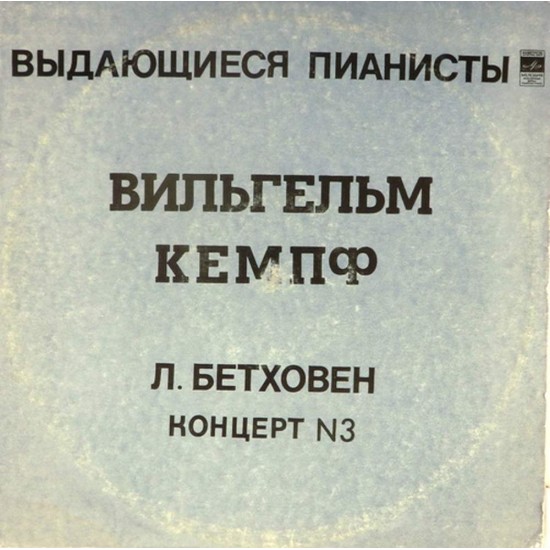 ВЫДАЮЩИЕСЯ ПИАНИСТЫ
ВИЛЬГЕЛЬМ
КЕМПФ
Л. БЕТХОВЕН
КОНЦЕРТ N3